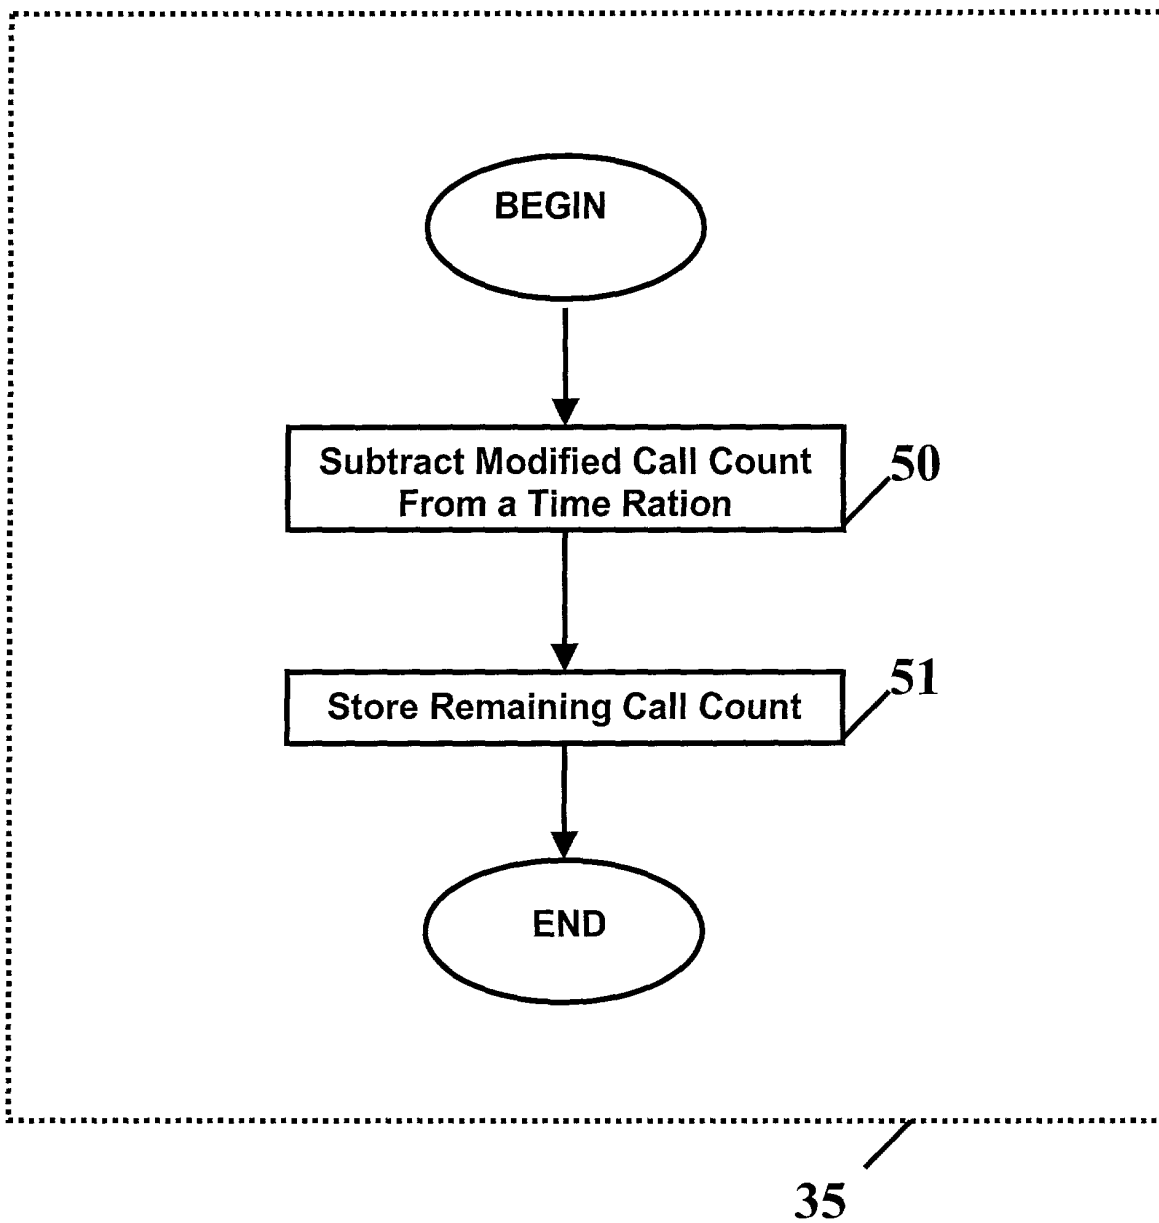 BEGIN
Subtract Modified Call Count
From a Time Ration
50
Store Remaining Call Count
51
END
35